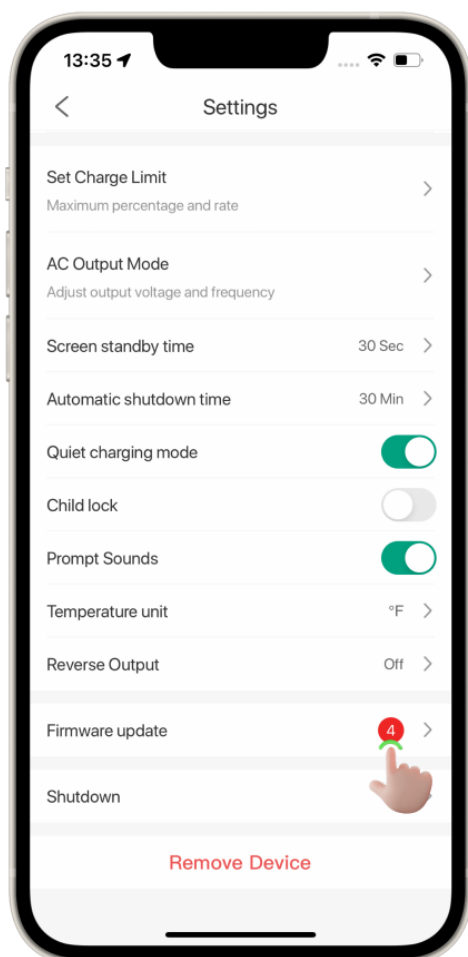 13:35
Settings
Set Charge Limit
Maximum percentage and rate
AC Output Mode
Adjust output voltage and frequency
Screen standby time 30 Sec
Automatic shutdown time 30 Min
Quiet charging mode
Child lock
Prompt Sounds
Temperature unit °F
Reverse Output Off
Firmware update 4
Shutdown
Remove Device